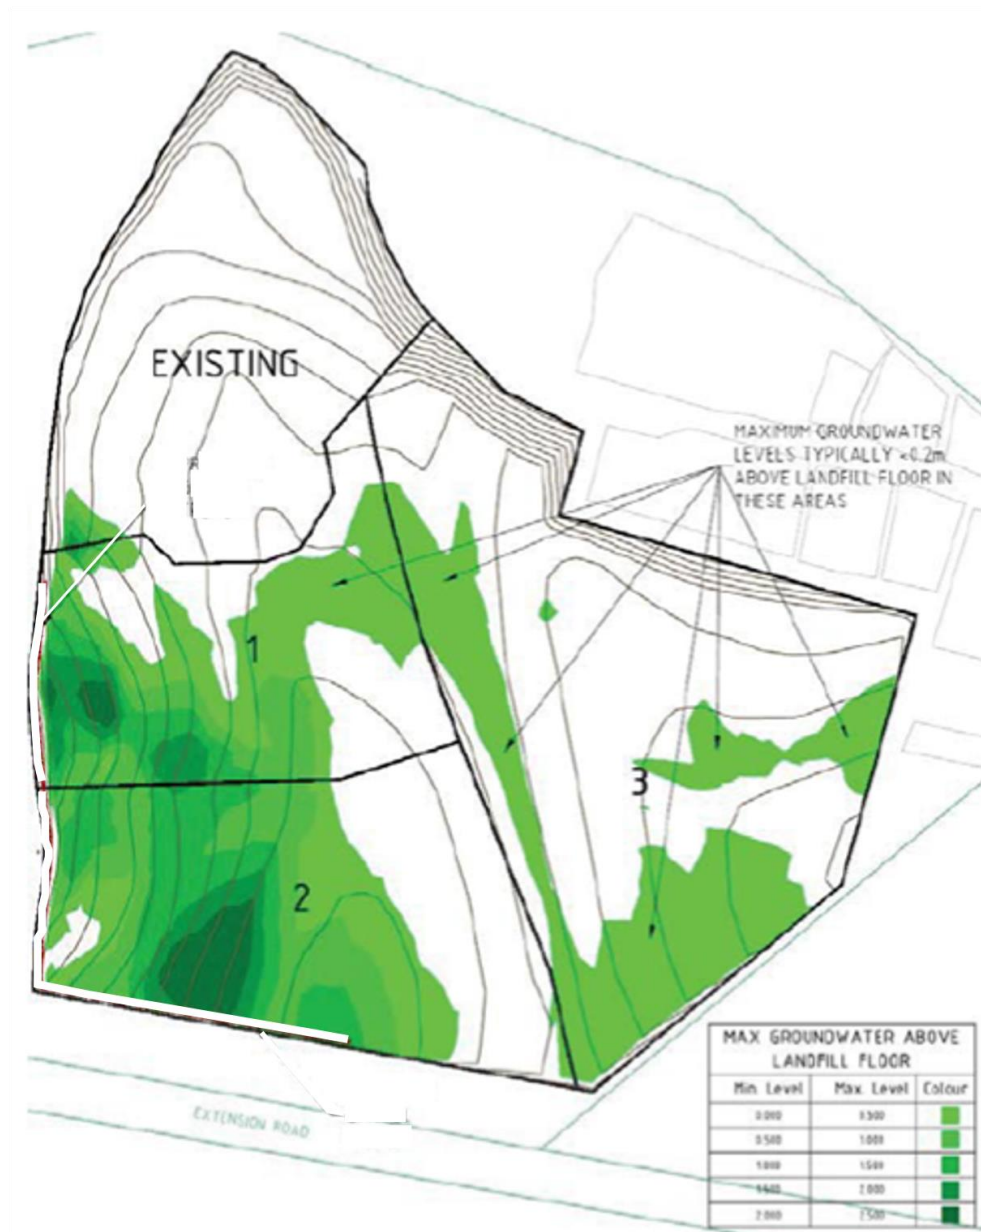 EXISTING
MAXIMUM GROUNDWATER
LEVELS TYPICALLY <0.2m
ABOVE LANDFILL FLOOR IN
THESE AREAS
1
3
2
MAX GROUNDWATER ABOVE
LANDFILL FLOOR
Min. Level Max. Level Colour
0.000 0.500
0.500 1.000
1.000 1.500
1.500 2.000
2.000 2.500
EXTENSION ROAD